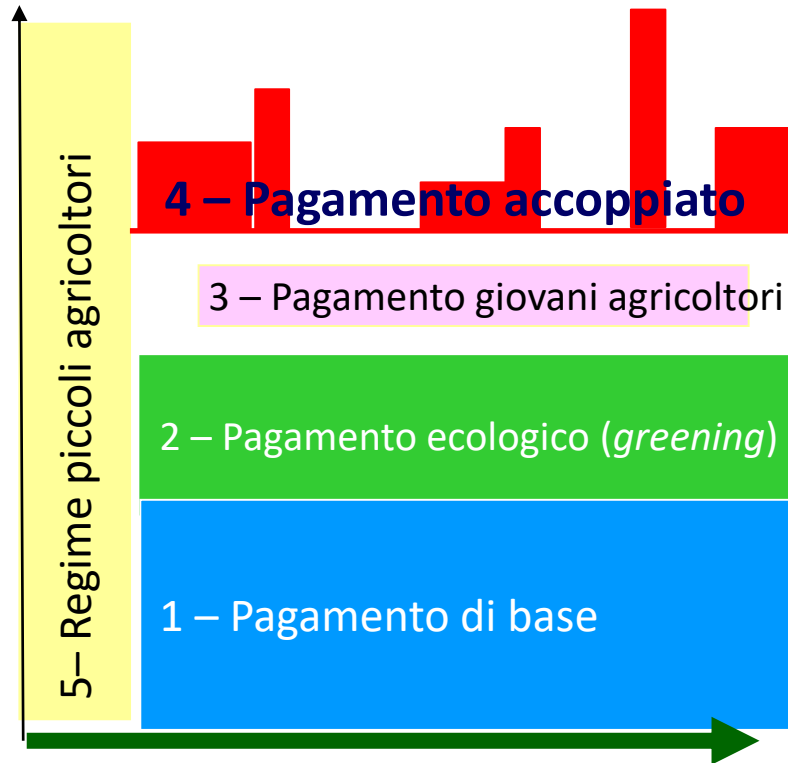 4 – Pagamento accoppiato
3 – Pagamento giovani agricoltori
2 – Pagamento ecologico (greening)
1 – Pagamento di base
5– Regime piccoli agricoltori